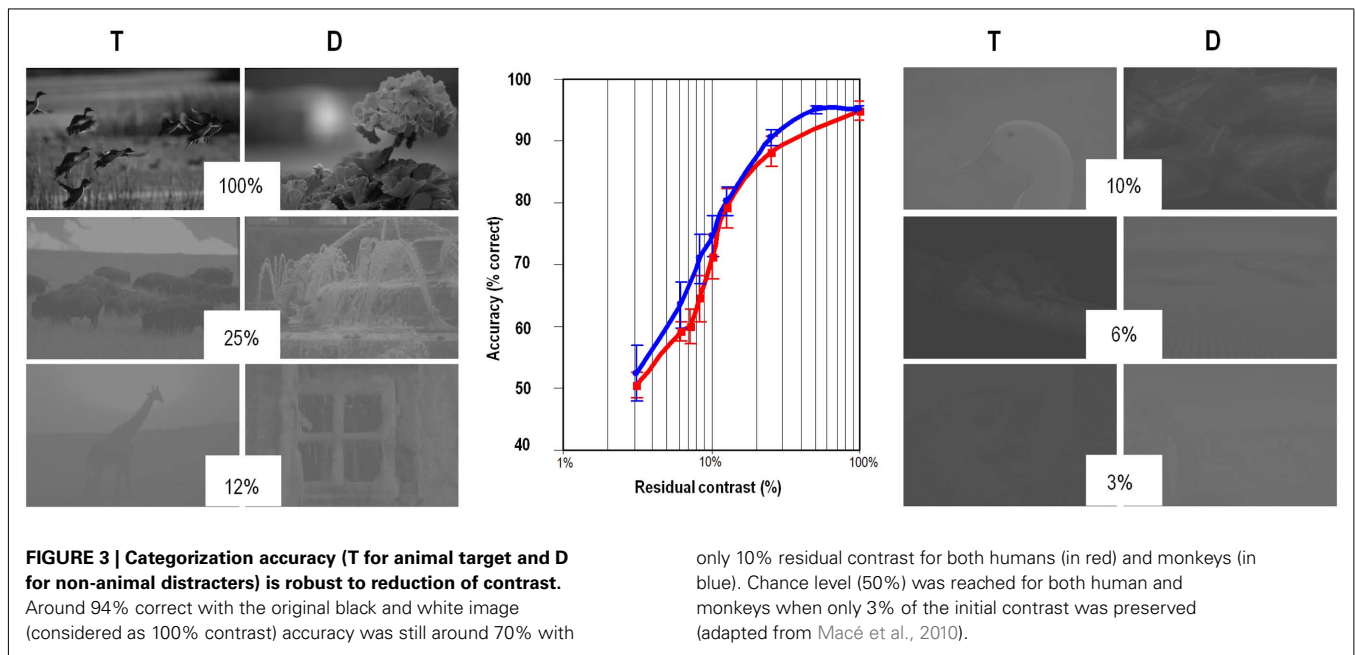 T D
100%
25%
12%
100
90
80
70
60
50
40
Accuracy (% correct)
1% 10% 100%
Residual contrast (%)
T D
10%
6%
3%
FIGURE 3 | Categorization accuracy (T for animal target and D
for non-animal distracters) is robust to reduction of contrast.
Around 94% correct with the original black and white image
(considered as 100% contrast) accuracy was still around 70% with
only 10% residual contrast for both humans (in red) and monkeys (in
blue). Chance level (50%) was reached for both human and
monkeys when only 3% of the initial contrast was preserved
(adapted from Macé et al., 2010).